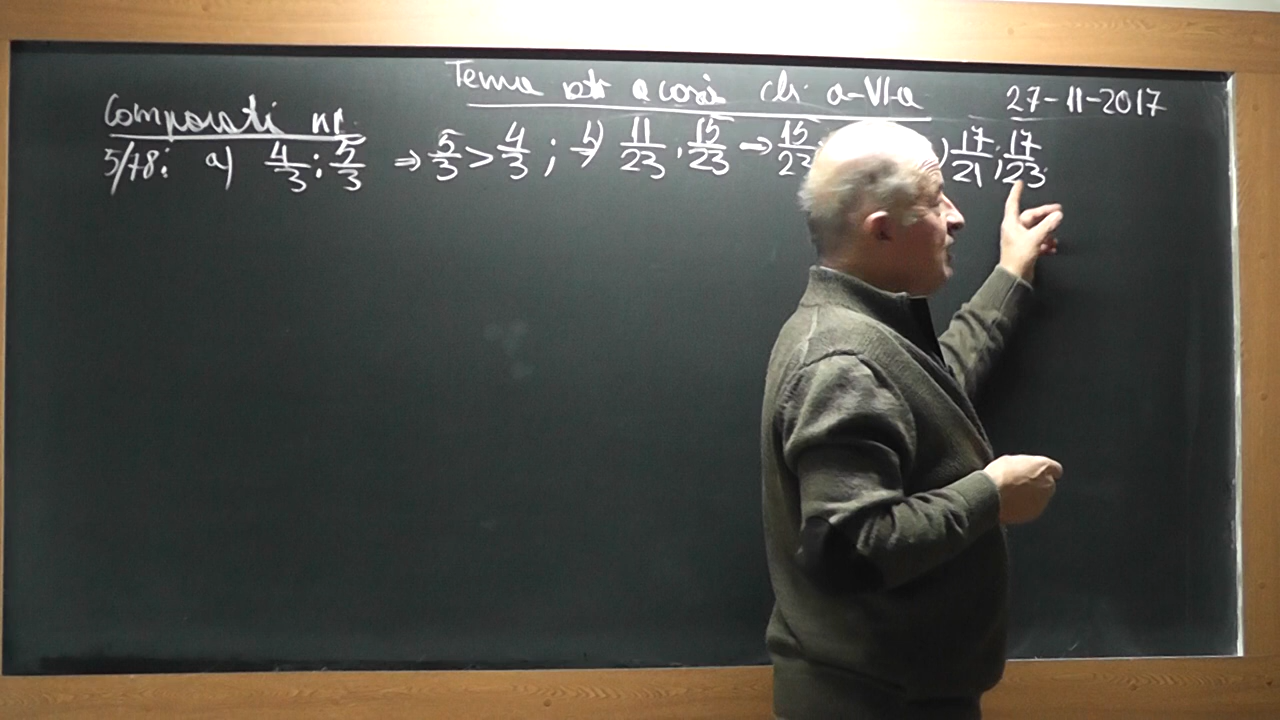 Tema pt acasă cls a-VI-a 27-11-2017
Comparati nr
5/78: a) 4/3 ; 5/3 ⇒ 5/3 > 4/3 ; b) 11/23 , 15/23 → 15/23 ) 17/21 ; 17/23